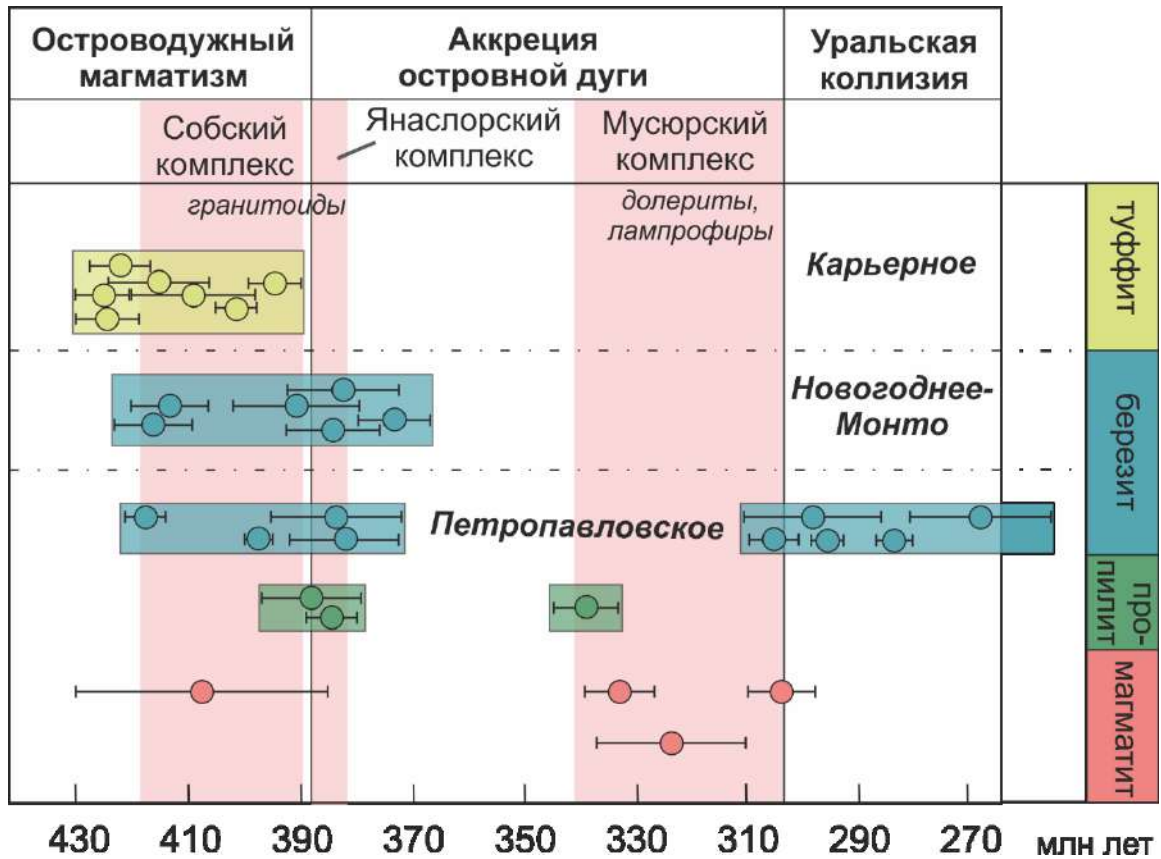 Островодужный
магматизм
Аккреция
островной дуги
Уральская
коллизия
Собский
комплекс
Янаслорский
комплекс
Мусюрский
комплекс
гранитоиды
долериты,
лампрофиры
Карьерное
Новогоднее-
Монто
Петропавловское
туффит
березит
про-
пилит
магматит
430 410 390 370 350 330 310 290 270 млн лет